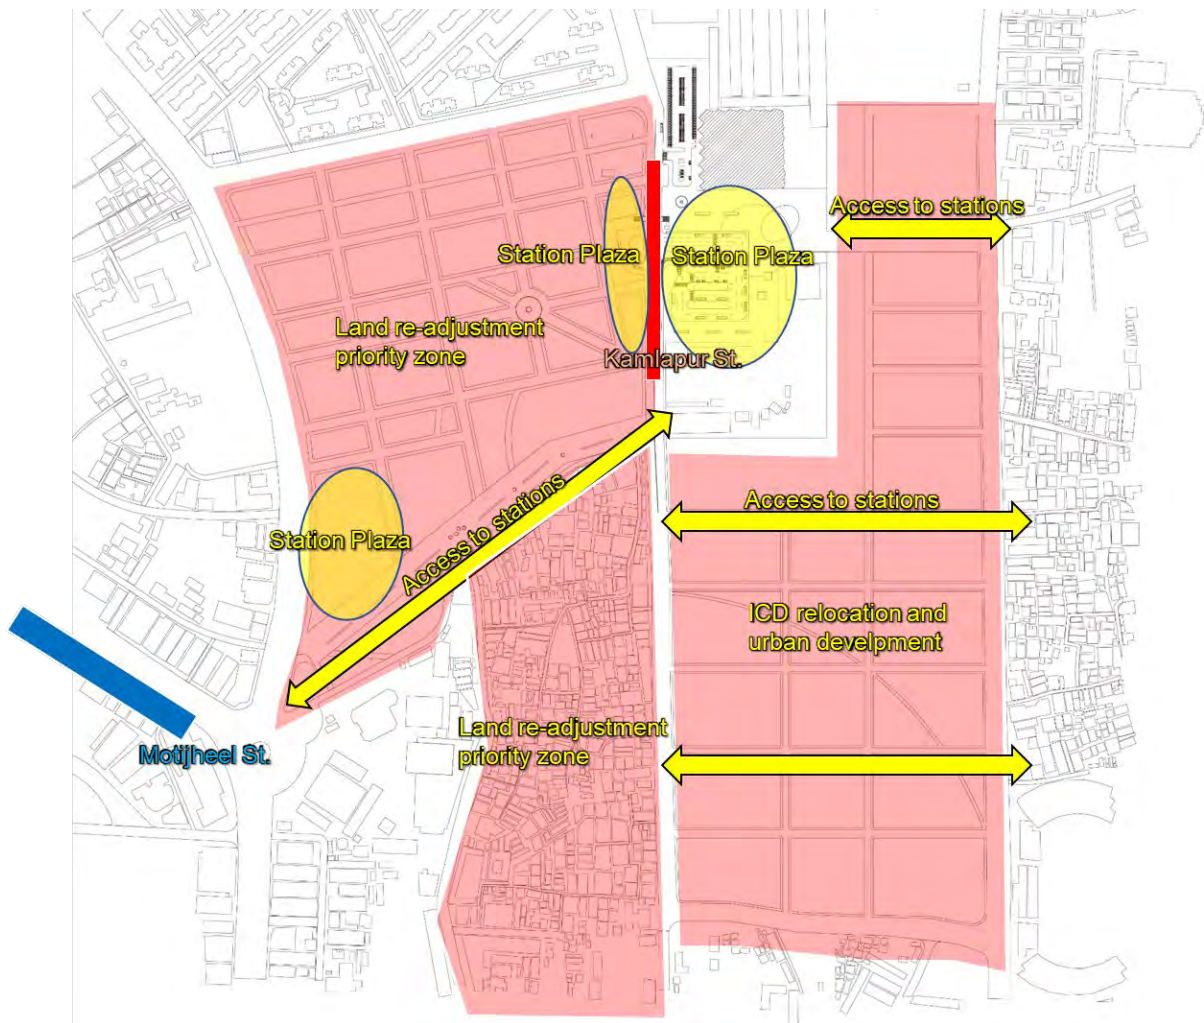 Access to stations
Station Plaza
Station Plaza
Land re-adjustment
priority zone
Kamlapur St.
Access to stations
Access to stations
Station Plaza
ICD relocation and
urban develpment
Land re-adjustment
priority zone
Motijheel St.